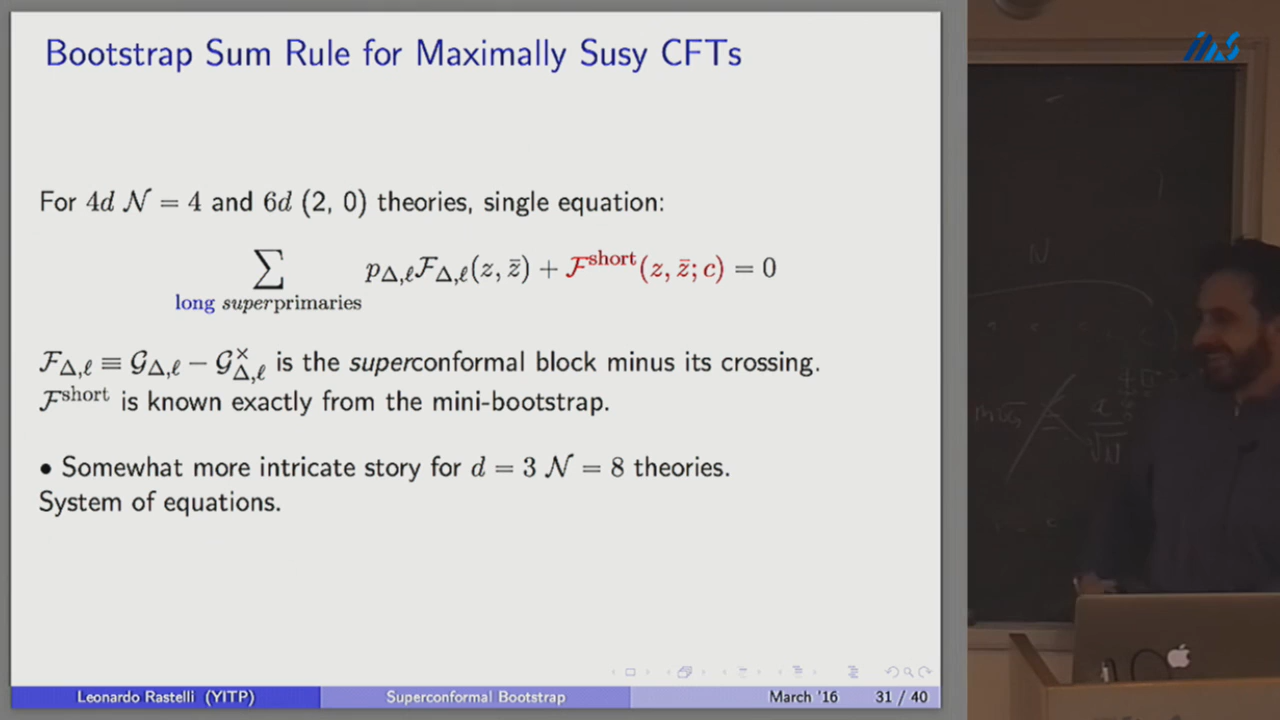 Bootstrap Sum Rule for Maximally Susy CFTs
For 4d 𝒩 = 4 and 6d (2, 0) theories, single equation:
∑ p_{Δ,ℓ}ℱ_{Δ,ℓ}(z, z̄) + ℱ^{short}(z, z̄; c) = 0
long superprimaries
ℱ_{Δ,ℓ} ≡ 𝒢_{Δ,ℓ} − 𝒢^×_{Δ,ℓ} is the superconformal block minus its crossing.
ℱ^{short} is known exactly from the mini-bootstrap.
• Somewhat more intricate story for d = 3 𝒩 = 8 theories.
System of equations.
Leonardo Rastelli (YITP) Superconformal Bootstrap March '16 31 / 40
N